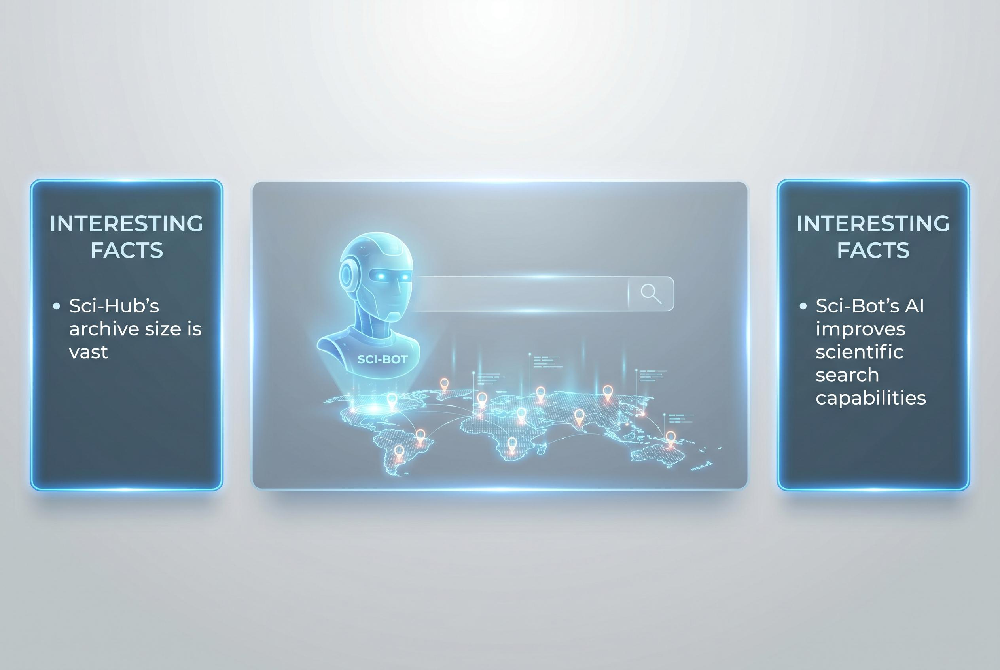 INTERESTING
FACTS
• Sci-Hub’s
archive size is
vast
SCI-BOT
INTERESTING
FACTS
• Sci-Bot’s AI
improves
scientific
search
capabilities